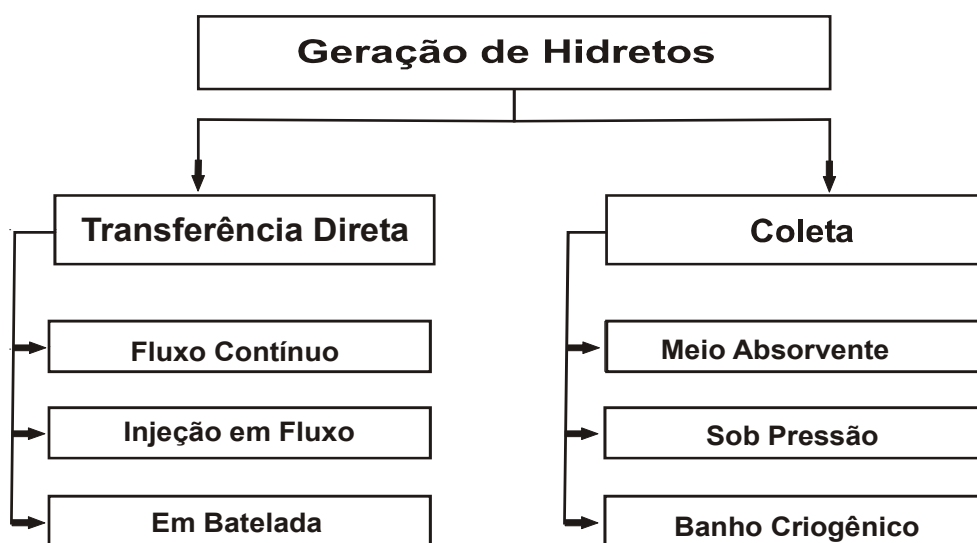 Geração de Hidretos
Transferência Direta
Fluxo Contínuo
Injeção em Fluxo
Em Batelada
Coleta
Meio Absorvente
Sob Pressão
Banho Criogênico